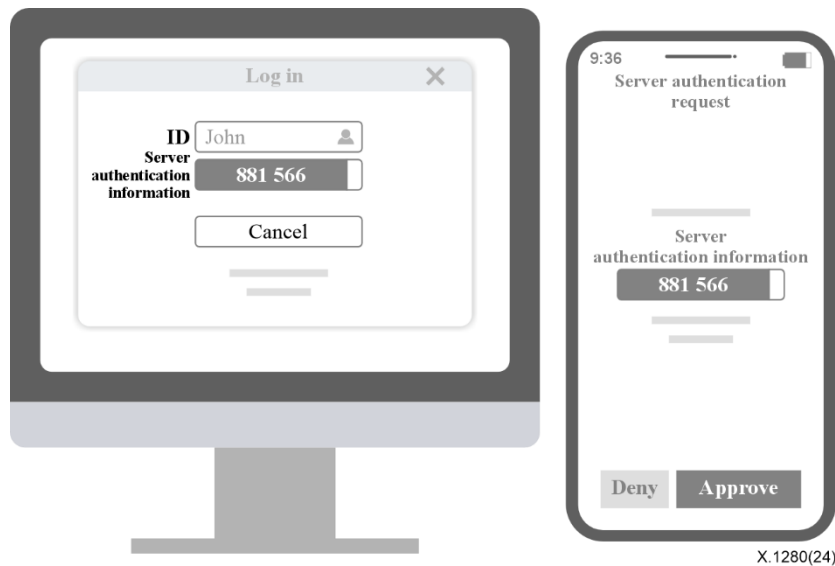 Log in
ID John
Server
authentication
information
881 566
Cancel
9:36
Server authentication
request
Server
authentication information
881 566
Deny Approve
X.1280(24)